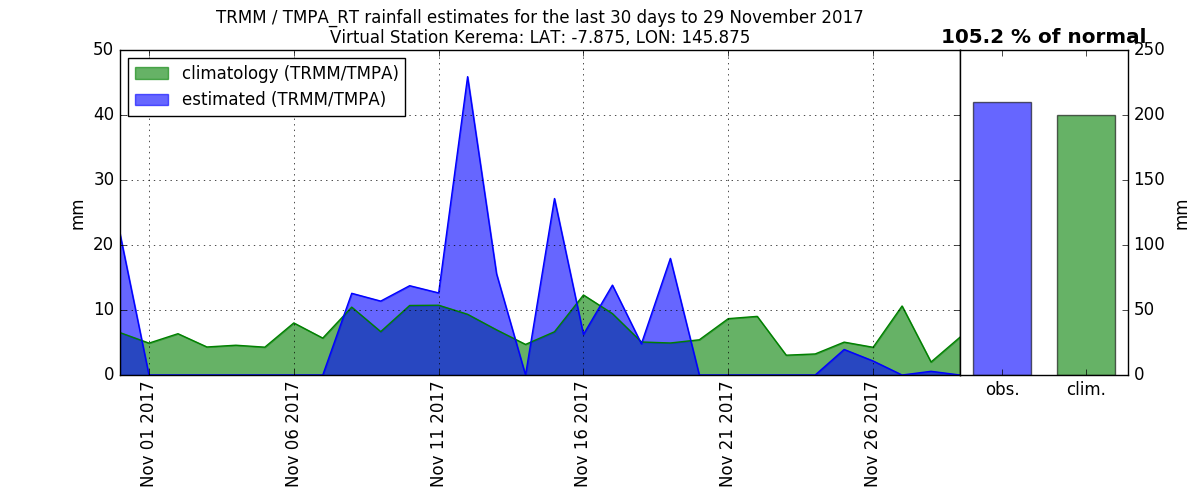 TRMM / TMPA_RT rainfall estimates for the last 30 days to 29 November 2017
Virtual Station Kerema: LAT: -7.875, LON: 145.875
105.2 % of normal
climatology (TRMM/TMPA)
estimated (TRMM/TMPA)
50
40
30
20
10
0
mm
Nov 01 2017
Nov 06 2017
Nov 11 2017
Nov 16 2017
Nov 21 2017
Nov 26 2017
obs.
clim.
250
200
150
100
50
0
mm